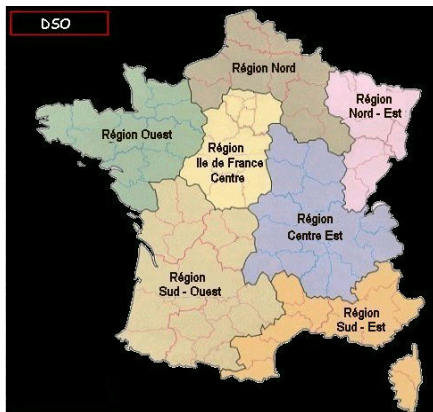 DSO
Région Nord
Région
Nord - Est
Région Ouest
Région
Ile de France
Centre
Région
Centre Est
Région
Sud - Ouest
Région
Sud - Est